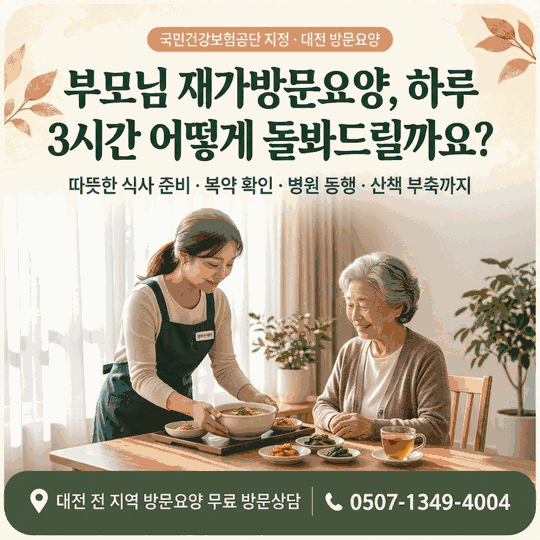 국민건강보험공단 지정 · 대전 방문요양
부모님 재가방문요양, 하루
3시간 어떻게 돌봐드릴까요?
따뜻한 식사 준비 · 복약 확인 · 병원 동행 · 산책 부축까지
대전 전 지역 방문요양 무료 방문상담
0507-1349-4004